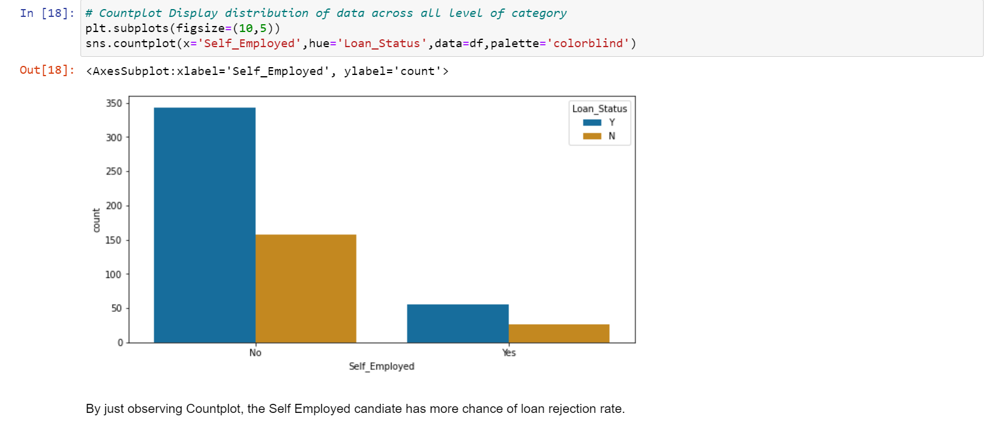 In [18]: # Countplot Display distribution of data across all level of category
plt.subplots(figsize=(10,5))
sns.countplot(x='Self_Employed',hue='Loan_Status',data=df,palette='colorblind')
Out[18]: <AxesSubplot:xlabel='Self_Employed', ylabel='count'>
Loan_Status
Y
N
350
300
250
200
150
100
50
0
count
No Yes
Self_Employed
By just observing Countplot, the Self Employed candiate has more chance of loan rejection rate.